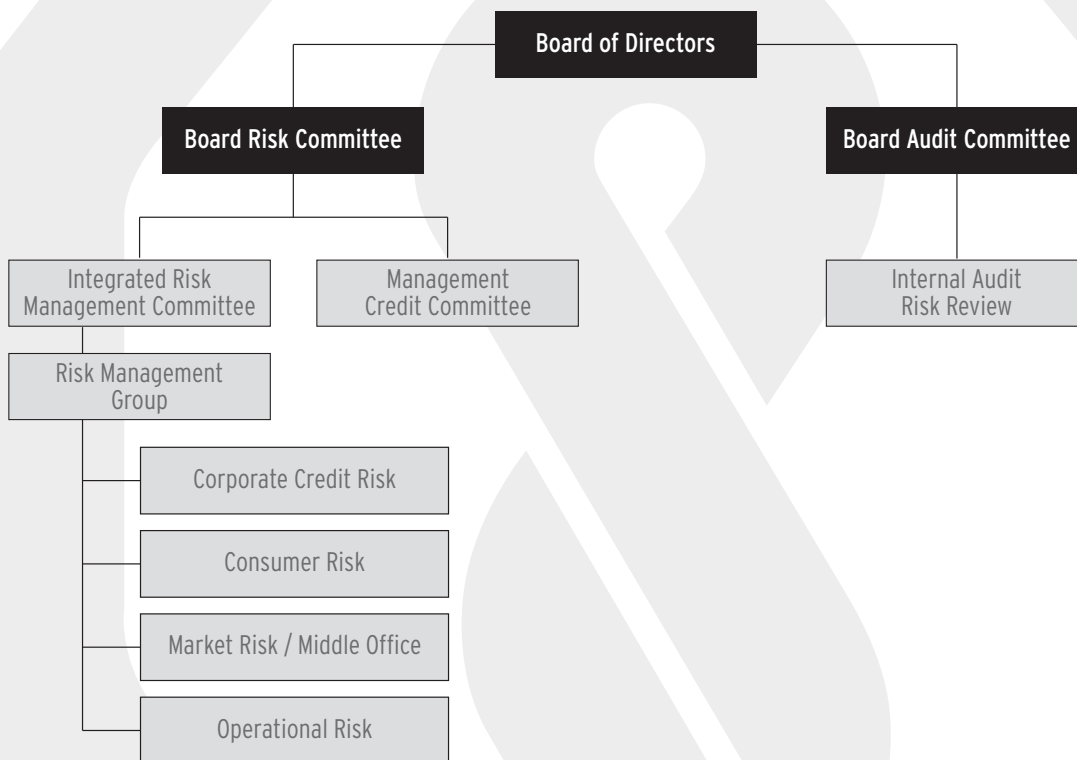 Board of Directors
Board Risk Committee
Board Audit Committee
Integrated Risk
Management Committee
Management
Credit Committee
Internal Audit
Risk Review
Risk Management
Group
Corporate Credit Risk
Consumer Risk
Market Risk / Middle Office
Operational Risk